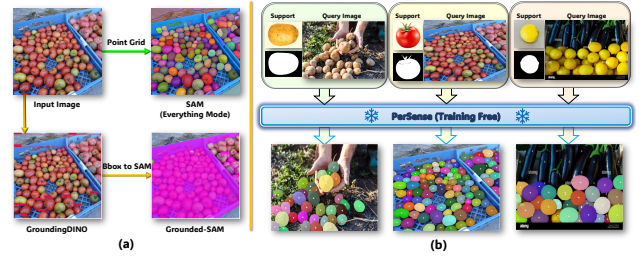 Point Grid
Input Image
SAM
(Everything Mode)
Bbox to SAM
GroundingDINO
Grounded-SAM
(a)
Support
Query Image
Support
Query Image
Support
Query Image
PerSense (Training Free)
(b)